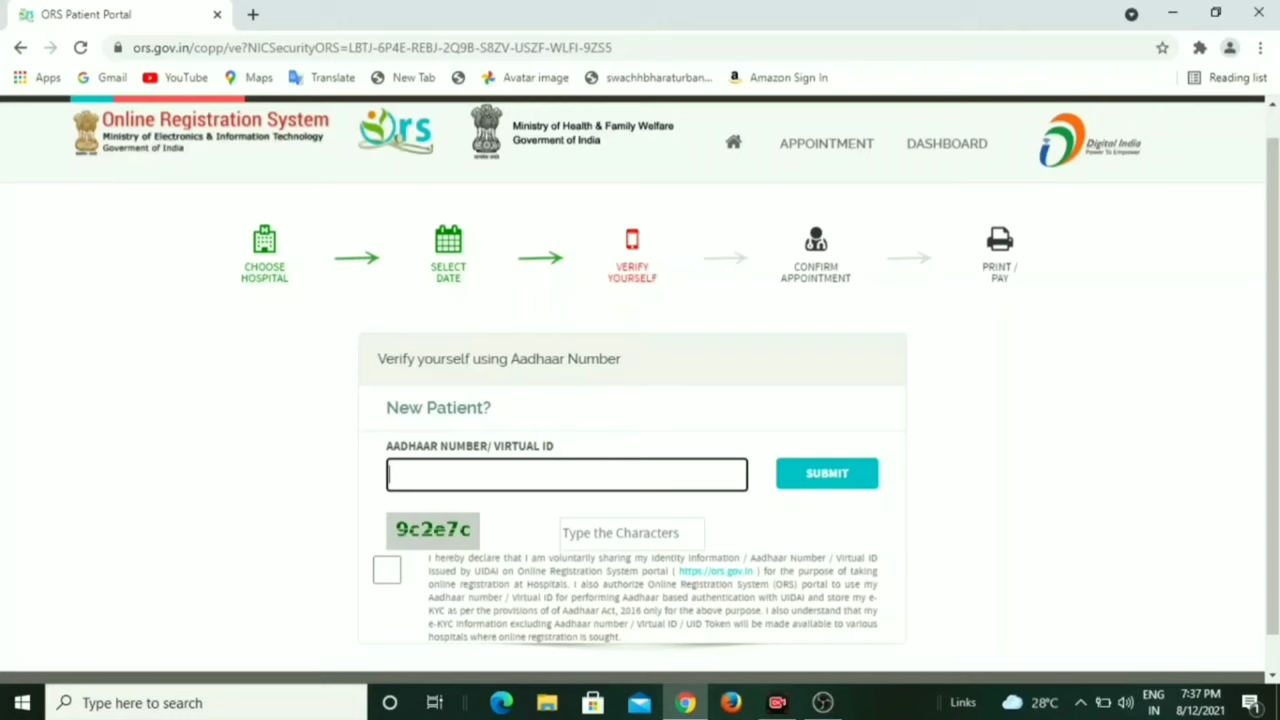 ORS Patient Portal
ors.gov.in/copp/ve?NICSecurityORS=LBTJ-6P4E-REBJ-2Q9B-S8ZV-USZF-WLFI-9ZS5
Apps Gmail YouTube Maps Translate New Tab Avatar image swachhbharaturban... Amazon Sign In Reading list
Online Registration System
Ministry of Electronics & Information Technology
Goverment of India
Ors
Ministry of Health & Family Welfare
Goverment of India
APPOINTMENT DASHBOARD
Digital India
Power To Empower
CHOOSE HOSPITAL
SELECT DATE
VERIFY YOURSELF
CONFIRM APPOINTMENT
PRINT / PAY
Verify yourself using Aadhaar Number
New Patient?
AADHAAR NUMBER/ VIRTUAL ID
SUBMIT
9c2e7c Type the Characters
I hereby declare that I am voluntarily sharing my Identity Information / Aadhaar Number / Virtual ID
issued by UIDAI on Online Registration System portal ( https://ors.gov.in ) for the purpose of taking
online registration at Hospitals. I also authorize Online Registration System (ORS) portal to use my
Aadhaar number / Virtual ID for performing Aadhaar based authentication with UIDAI and store my e-
KYC as per the provisions of of Aadhaar Act, 2016 only for the above purpose. I also understand that my
e-KYC Information excluding Aadhaar number / Virtual ID / UID Token will be made available to various
hospitals where online registration is sought.
Type here to search
Links 28°C
ENG
IN
7:37 PM
8/12/2021
1